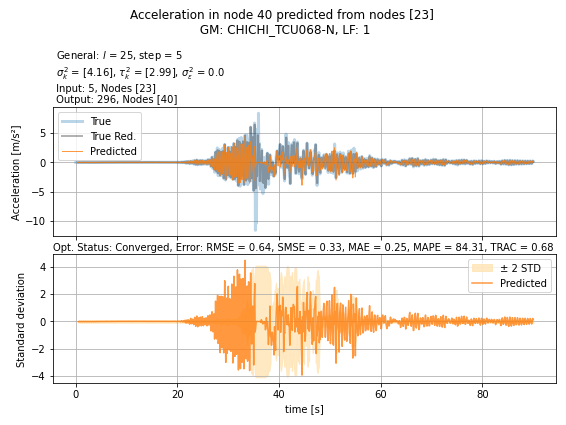 Acceleration in node 40 predicted from nodes [23]
GM: CHICHI_TCU068-N, LF: 1
General: l = 25, step = 5
σ_k^2 = [4.16], τ_k^2 = [2.99], σ_ε^2 = 0.0
Input: 5, Nodes [23]
Output: 296, Nodes [40]
True
True Red.
Predicted
Acceleration [m/s²]
5
0
−5
−10
Opt. Status: Converged, Error: RMSE = 0.64, SMSE = 0.33, MAE = 0.25, MAPE = 84.31, TRAC = 0.68
± 2 STD
Predicted
Standard deviation
4
2
0
−2
−4
0 20 40 60 80
time [s]